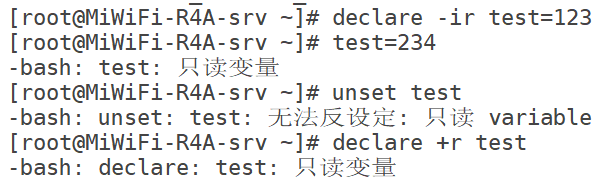 [root@MiWiFi-R4A-srv ~]# declare -ir test=123
[root@MiWiFi-R4A-srv ~]# test=234
-bash: test: 只读变量
[root@MiWiFi-R4A-srv ~]# unset test
-bash: unset: test: 无法反设定: 只读 variable
[root@MiWiFi-R4A-srv ~]# declare +r test
-bash: declare: test: 只读变量